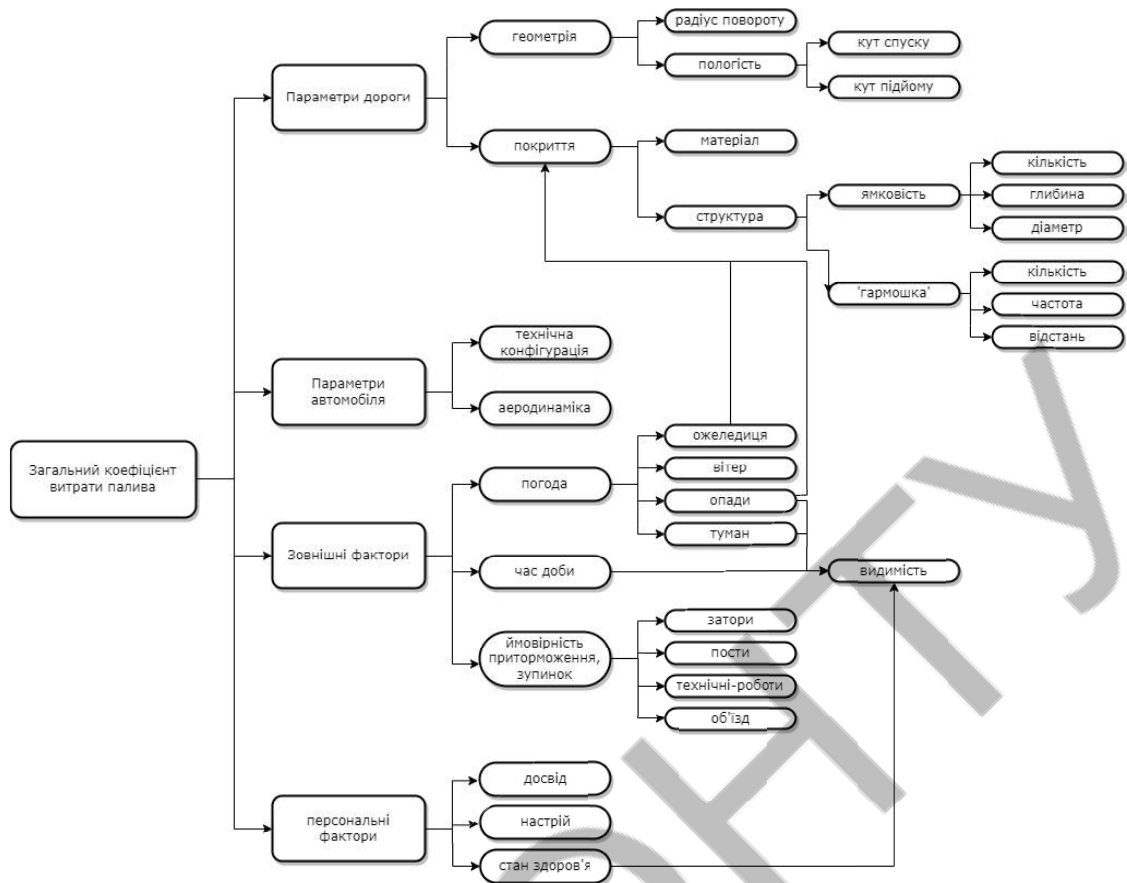 геометрія
радіус повороту
пологість
кут спуску
кут підйому
Параметри дороги
покриття
матеріал
структура
ямковість
кількість
глибина
діаметр
'гармошка'
кількість
частота
відстань
Параметри
автомобіля
технічна
конфігурація
аеродинаміка
Загальний коефіцієнт
витрати палива
Зовнішні фактори
погода
ожеледиця
вітер
опади
туман
час доби
видимість
ймовірність
приторможення,
зупинок
затори
пости
технічні-роботи
об'їзд
персональні
фактори
досвід
настрій
стан здоров'я
ОНТУ